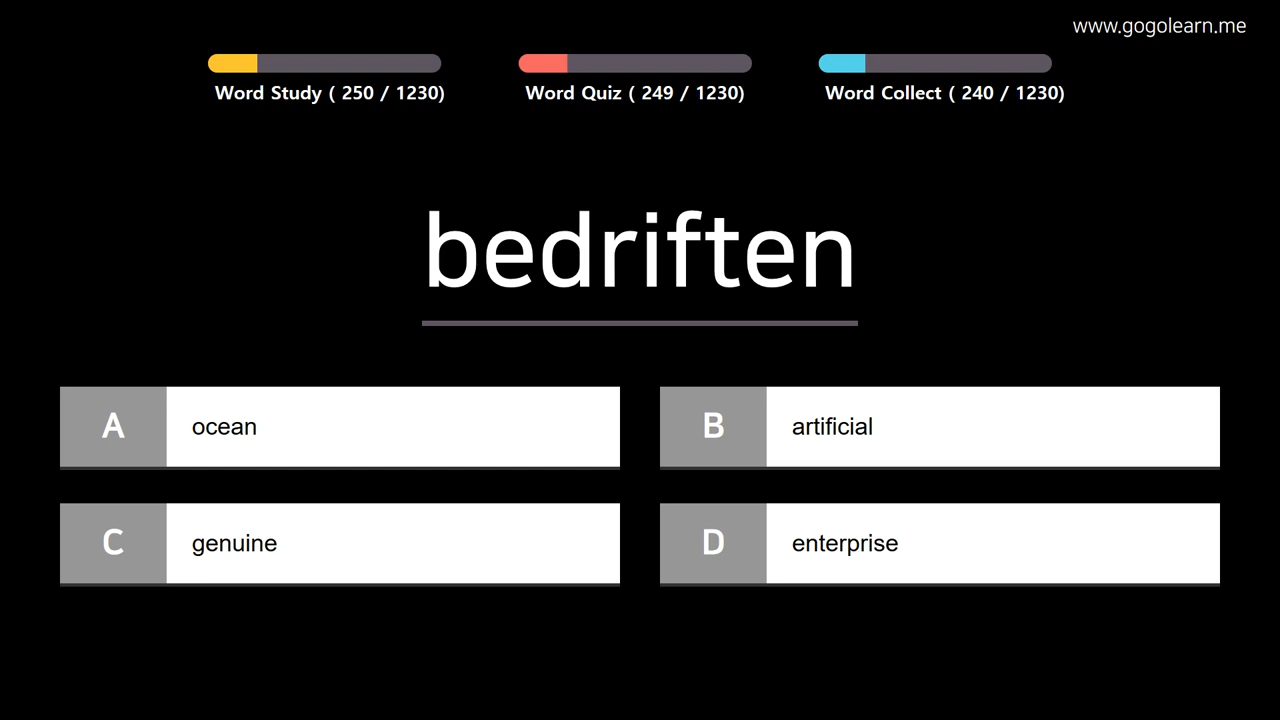 www.gogolearn.me
Word Study ( 250 / 1230)
Word Quiz ( 249 / 1230)
Word Collect ( 240 / 1230)
bedriften
A ocean
B artificial
C genuine
D enterprise